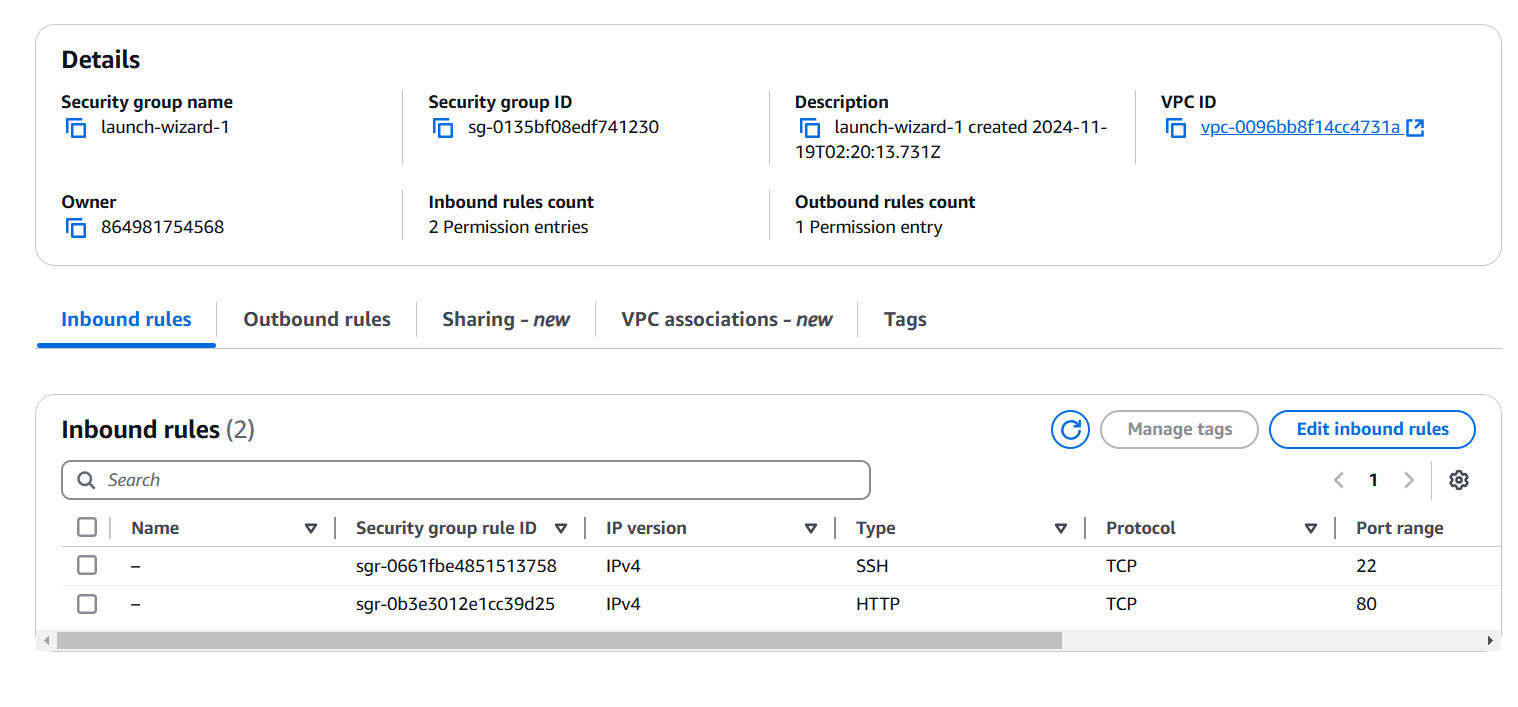 Details
Security group name
launch-wizard-1
Security group ID
sg-0135bf08edf741230
Description
launch-wizard-1 created 2024-11-
19T02:20:13.731Z
VPC ID
vpc-0096bb8f14cc4731a
Owner
864981754568
Inbound rules count
2 Permission entries
Outbound rules count
1 Permission entry
Inbound rules
Outbound rules
Sharing - new
VPC associations - new
Tags
Inbound rules (2)
Manage tags
Edit inbound rules
Search
1
Name
Security group rule ID
IP version
Type
Protocol
Port range
– sgr-0661fbe4851513758 IPv4 SSH TCP 22
– sgr-0b3e3012e1cc39d25 IPv4 HTTP TCP 80